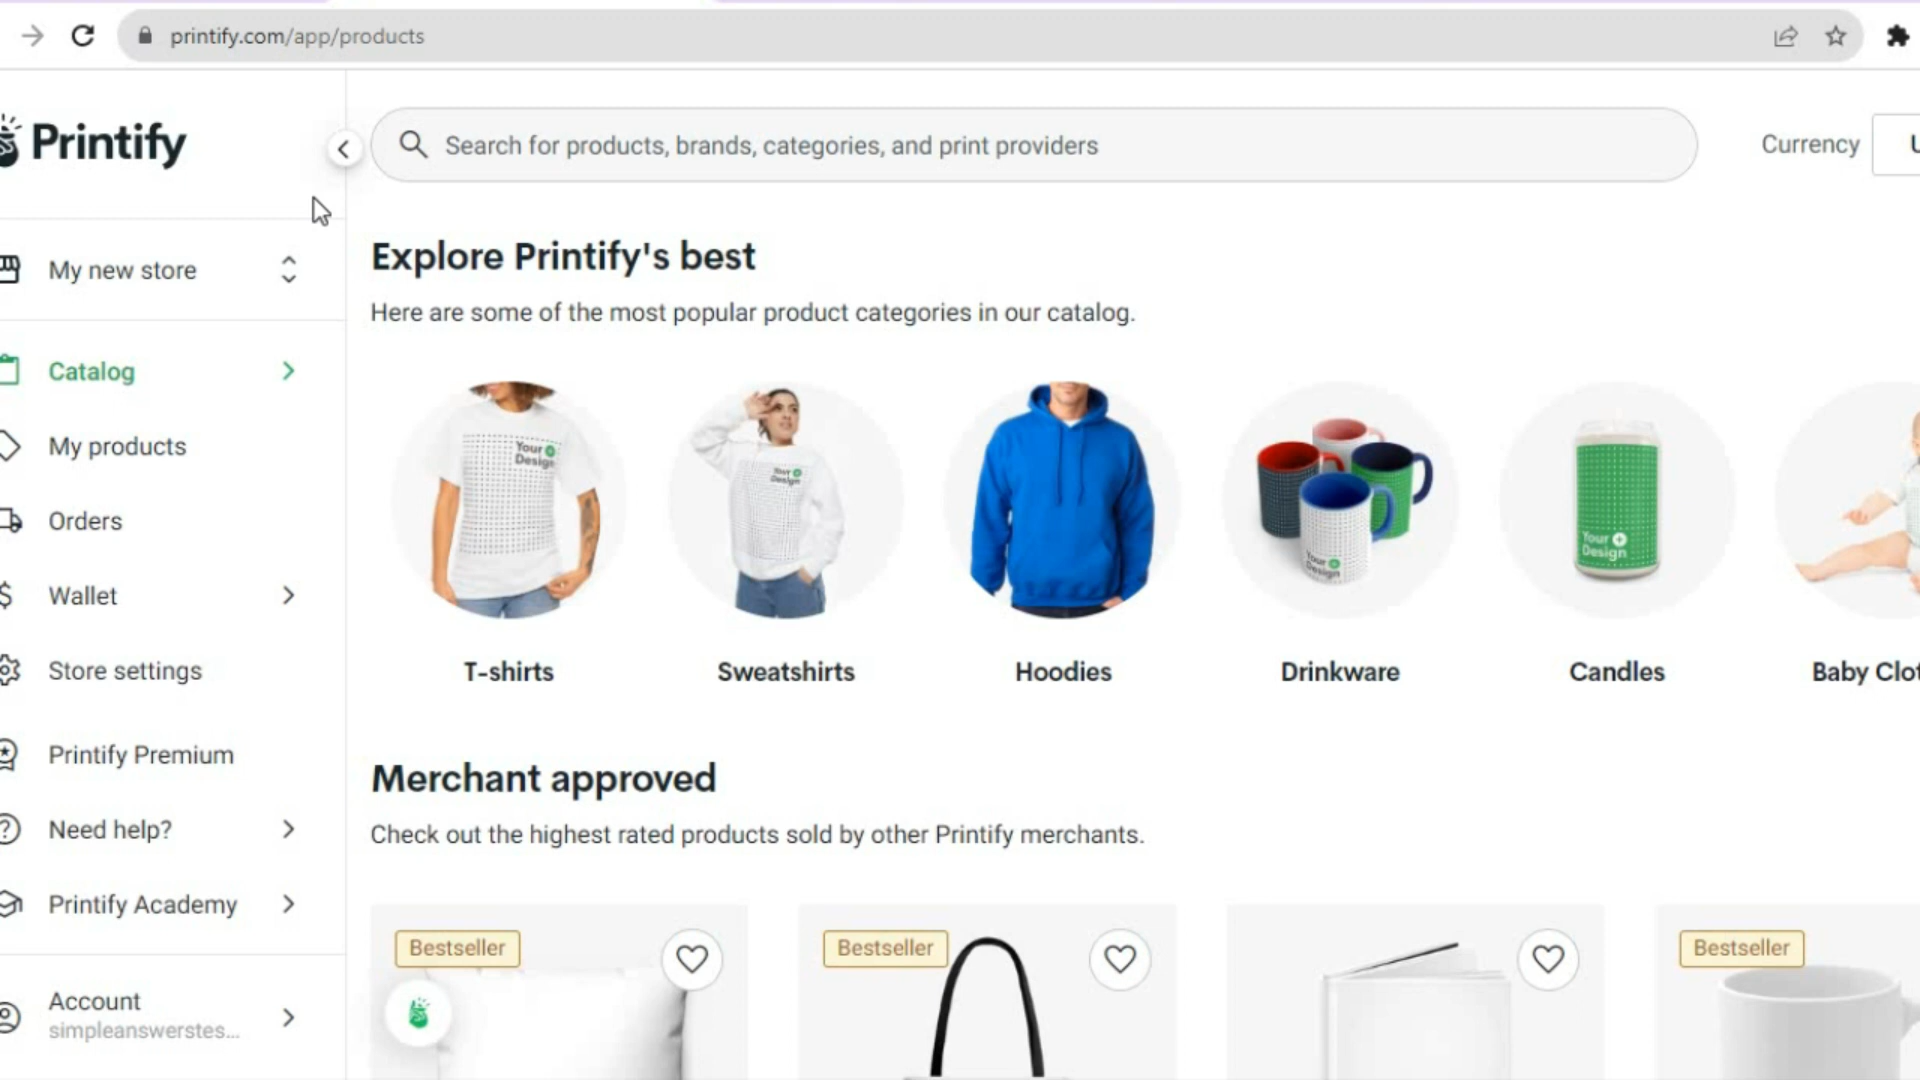 printify.com/app/products
Printify
Search for products, brands, categories, and print providers
Currency
My new store
Explore Printify's best
Here are some of the most popular product categories in our catalog.
Catalog
My products
Orders
Wallet
Store settings
Printify Premium
Need help?
Printify Academy
Account
simpleanswerstes...
Your
Design
Your
Design
Your
Design
Your
Design
T-shirts
Sweatshirts
Hoodies
Drinkware
Candles
Baby
Merchant approved
Check out the highest rated products sold by other Printify merchants.
Bestseller
Bestseller
Bestseller